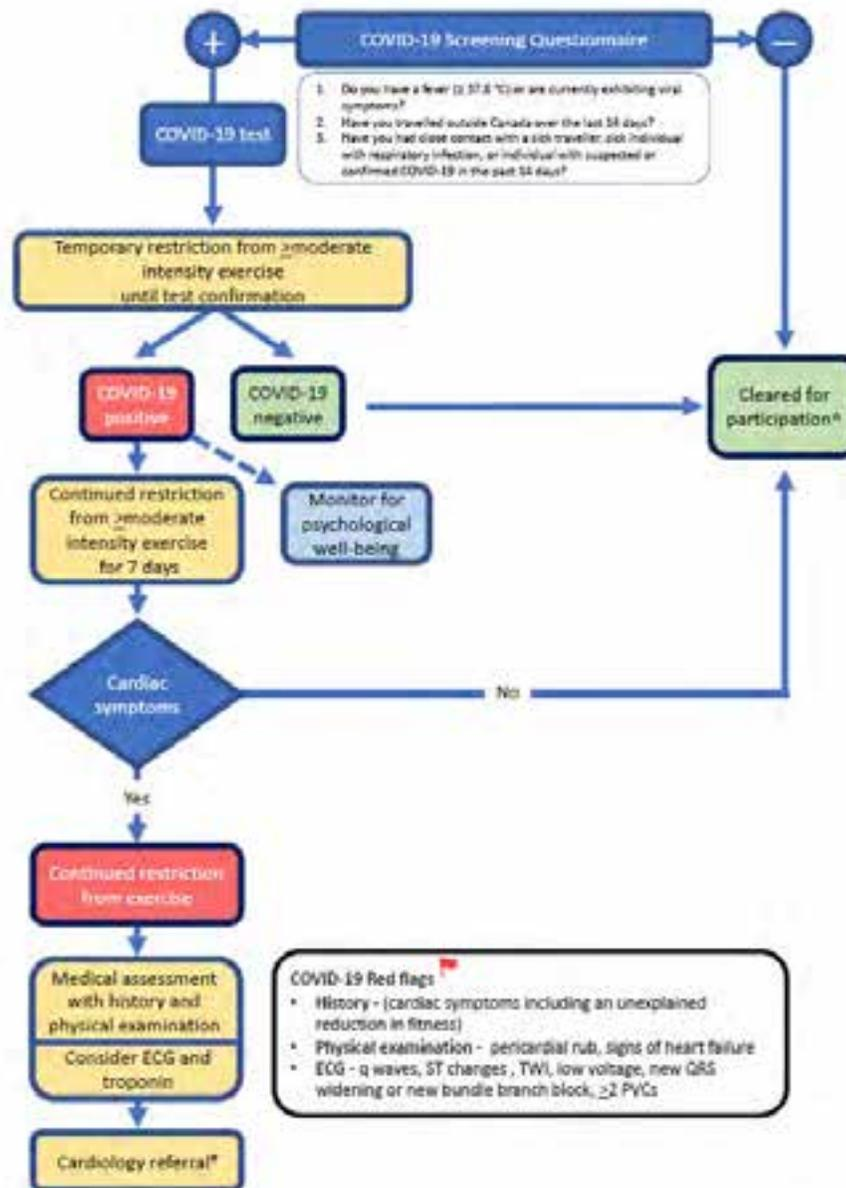 +
COVID-19 Screening Questionnaire
−
1. Do you have a fever (≥ 37.8 °C) or are currently exhibiting viral
symptoms?
2. Have you travelled outside Canada over the last 14 days?
3. Have you had close contact with a sick traveller, sick individual
with respiratory infection, or individual with suspected or
confirmed COVID-19 in the past 14 days?
COVID-19 test
Temporary restriction from ≥moderate
intensity exercise
until test confirmation
COVID-19
positive
COVID-19
negative
Cleared for
participation^
Continued restriction
from ≥moderate
intensity exercise
for 7 days
Monitor for
psychological
well-being
Cardiac
symptoms
No
Yes
Continued restriction
from exercise
Medical assessment
with history and
physical examination
Consider ECG and
troponin
Cardiology referral*
COVID-19 Red flags
• History - (cardiac symptoms including an unexplained
reduction in fitness)
• Physical examination - pericardial rub, signs of heart failure
• ECG - q waves, ST changes , TWI, low voltage, new QRS
widening or new bundle branch block, ≥2 PVCs